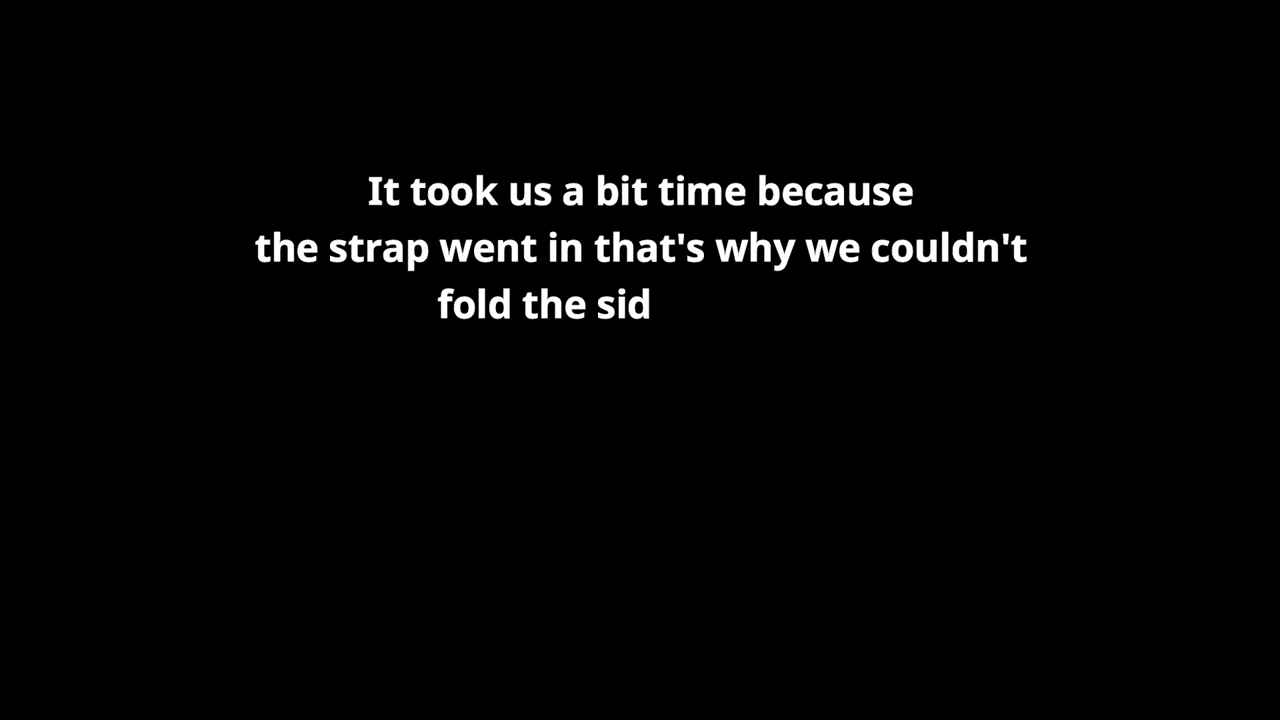 It took us a bit time because
the strap went in that's why we couldn't
fold the sid